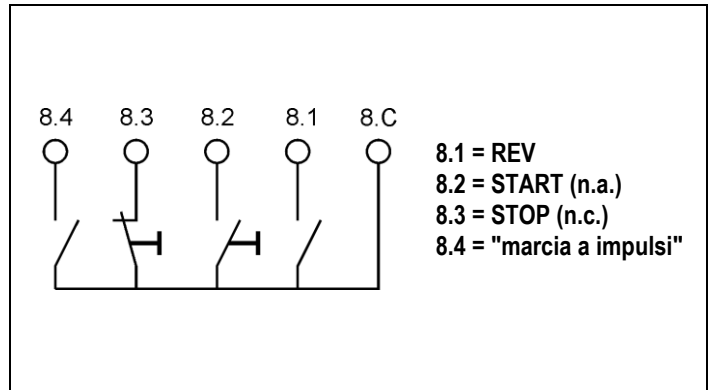 8.4 8.3 8.2 8.1 8.C
8.1 = REV
8.2 = START (n.a.)
8.3 = STOP (n.c.)
8.4 = "marcia a impulsi"